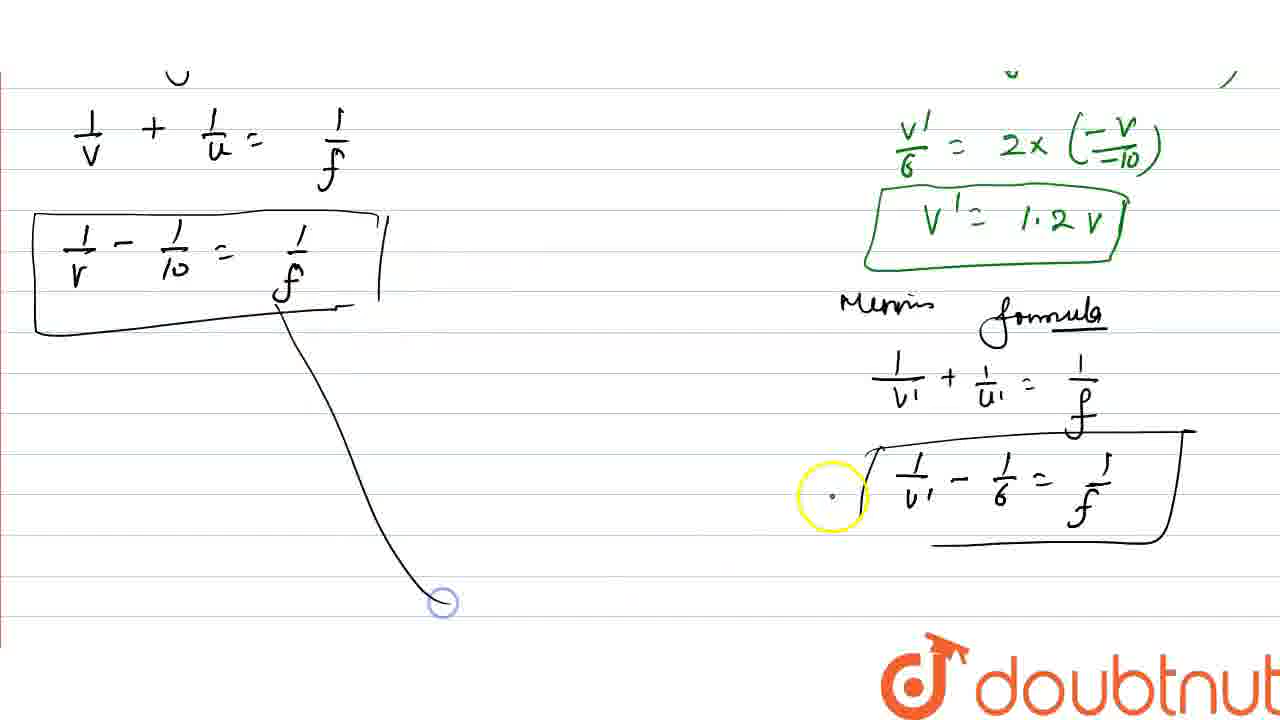 1/v + 1/u = 1/f
1/v - 1/10 = 1/f
v'/6 = 2 x (-v/-10)
v' = 1.2 v
formula
1/v' + 1/u' = 1/f
1/v' - 1/6 = 1/f
doubtnut